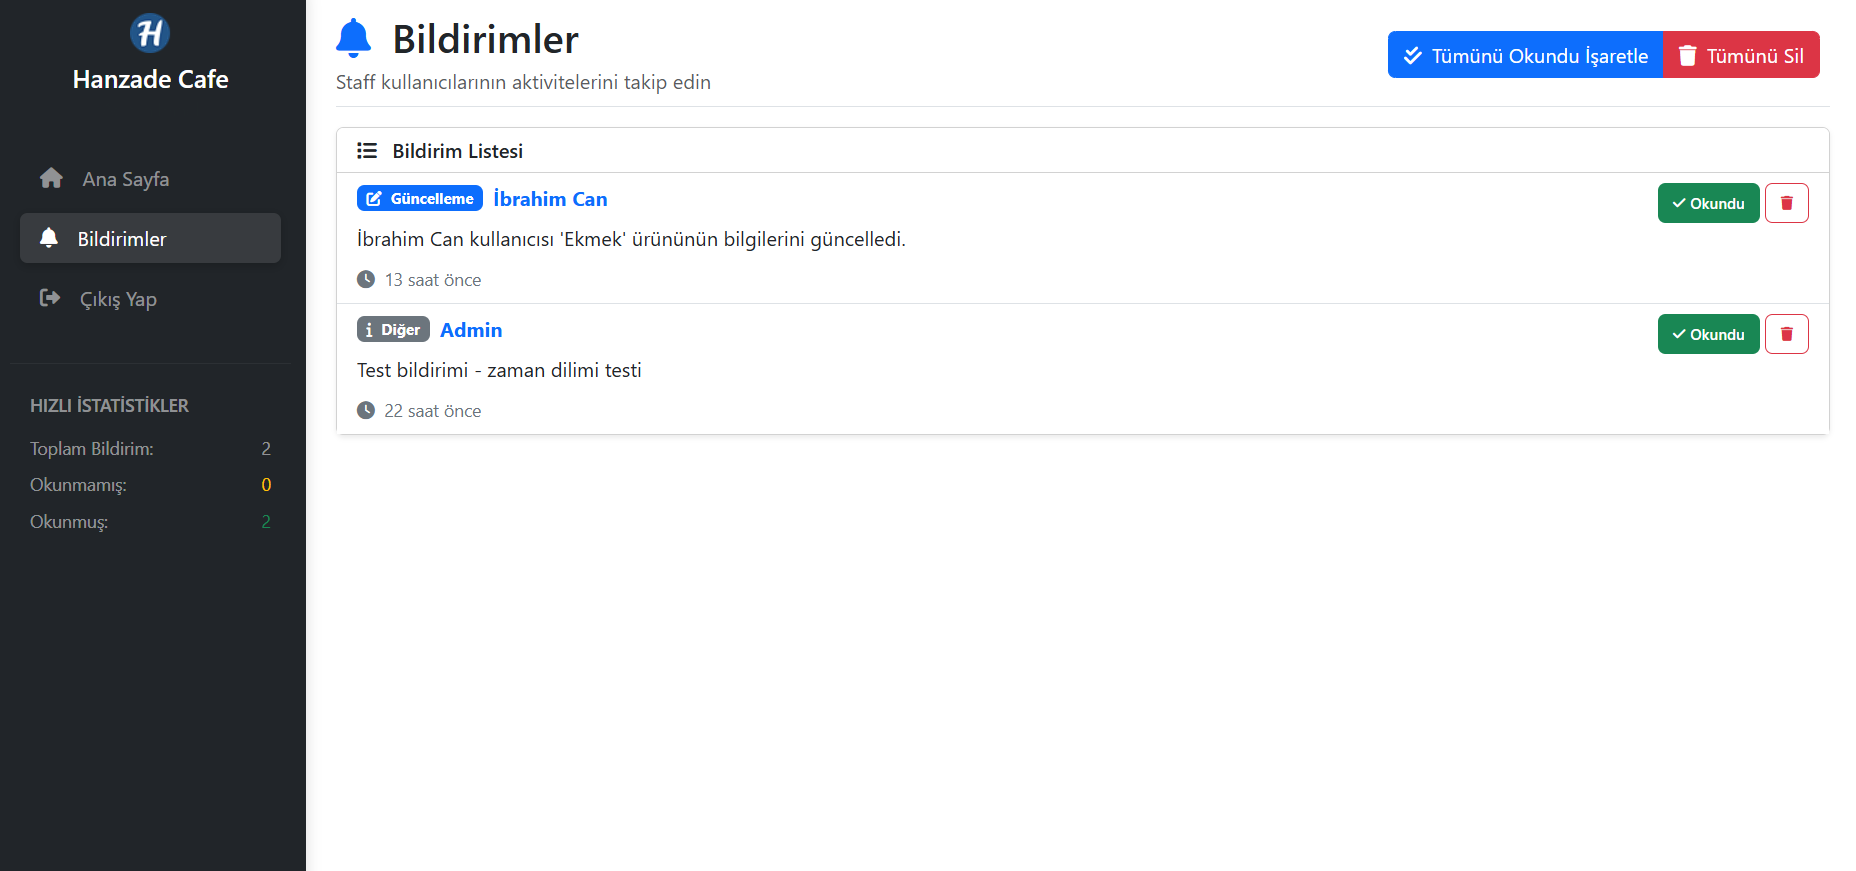 H
Hanzade Cafe
Ana Sayfa
Bildirimler
Çıkış Yap
HIZLI İSTATİSTİKLER
Toplam Bildirim: 2
Okunmamış: 0
Okunmuş: 2
Bildirimler
Staff kullanıcılarının aktivitelerini takip edin
Tümünü Okundu İşaretle
Tümünü Sil
Bildirim Listesi
Güncelleme İbrahim Can
Okundu
İbrahim Can kullanıcısı 'Ekmek' ürününün bilgilerini güncelledi.
13 saat önce
Diğer Admin
Okundu
Test bildirimi - zaman dilimi testi
22 saat önce